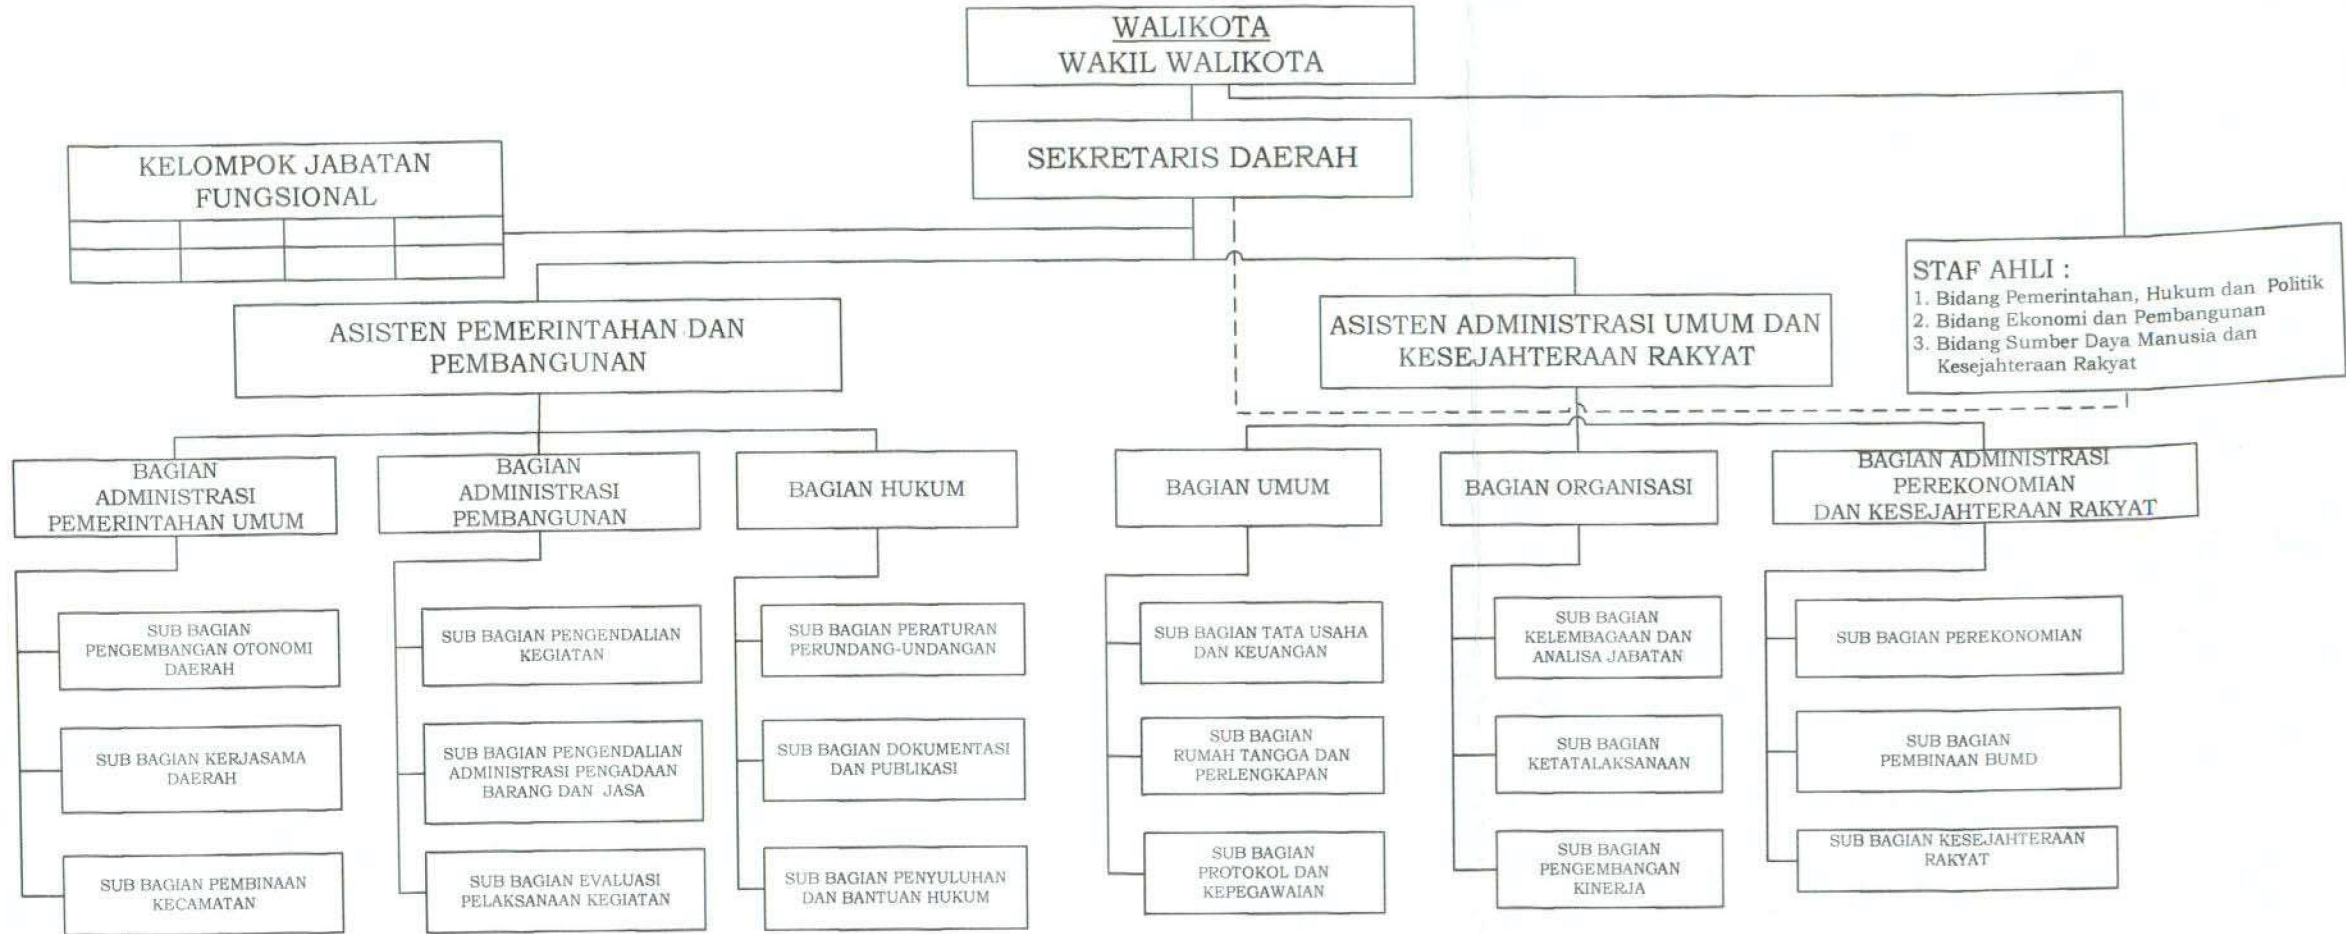 WALIKOTA
WAKIL WALIKOTA
SEKRETARIS DAERAH
KELOMPOK JABATAN
FUNGSIONAL
STAF AHLI :
1. Bidang Pemerintahan, Hukum dan Politik
2. Bidang Ekonomi dan Pembangunan
3. Bidang Sumber Daya Manusia dan
Kesejahteraan Rakyat
ASISTEN PEMERINTAHAN DAN
PEMBANGUNAN
ASISTEN ADMINISTRASI UMUM DAN
KESEJAHTERAAN RAKYAT
BAGIAN
ADMINISTRASI
PEMERINTAHAN UMUM
BAGIAN
ADMINISTRASI
PEMBANGUNAN
BAGIAN HUKUM
BAGIAN UMUM
BAGIAN ORGANISASI
BAGIAN ADMINISTRASI
PEREKONOMIAN
DAN KESEJAHTERAAN RAKYAT
SUB BAGIAN
PENGEMBANGAN OTONOMI
DAERAH
SUB BAGIAN PENGENDALIAN
KEGIATAN
SUB BAGIAN PERATURAN
PERUNDANG-UNDANGAN
SUB BAGIAN TATA USAHA
DAN KEUANGAN
SUB BAGIAN
KELEMBAGAAN DAN
ANALISA JABATAN
SUB BAGIAN PEREKONOMIAN
SUB BAGIAN KERJASAMA
DAERAH
SUB BAGIAN PENGENDALIAN
ADMINISTRASI PENGADAAN
BARANG DAN JASA
SUB BAGIAN DOKUMENTASI
DAN PUBLIKASI
SUB BAGIAN
RUMAH TANGGA DAN
PERLENGKAPAN
SUB BAGIAN
KETATALAKSANAAN
SUB BAGIAN
PEMBINAAN BUMD
SUB BAGIAN PEMBINAAN
KECAMATAN
SUB BAGIAN EVALUASI
PELAKSANAAN KEGIATAN
SUB BAGIAN PENYULUHAN
DAN BANTUAN HUKUM
SUB BAGIAN
PROTOKOL DAN
KEPEGAWAIAN
SUB BAGIAN
PENGEMBANGAN
KINERJA
SUB BAGIAN KESEJAHTERAAN
RAKYAT